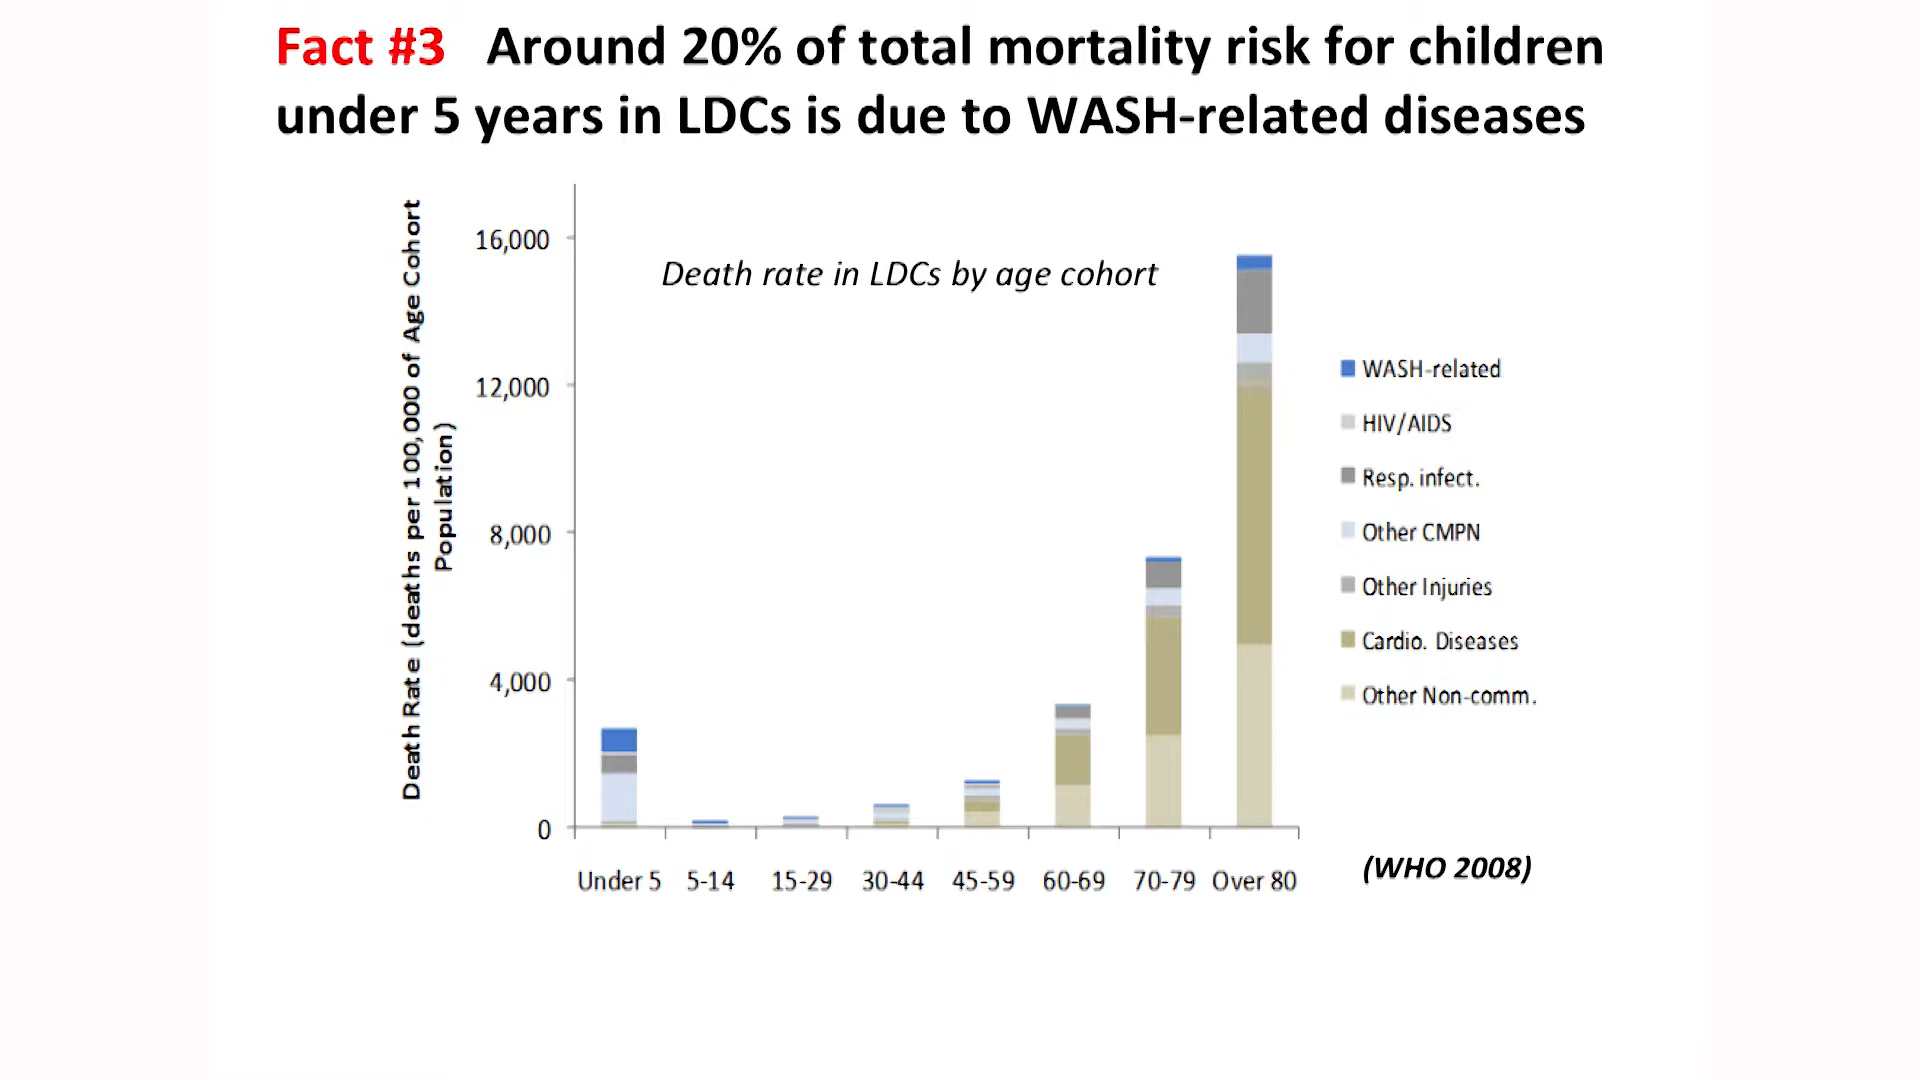 Fact #3 Around 20% of total mortality risk for children
under 5 years in LDCs is due to WASH-related diseases
Death Rate (deaths per 100,000 of Age Cohort
Population)
16,000
12,000
8,000
4,000
0
Death rate in LDCs by age cohort
Under 5 5-14 15-29 30-44 45-59 60-69 70-79 Over 80
WASH-related
HIV/AIDS
Resp. infect.
Other CMPN
Other Injuries
Cardio. Diseases
Other Non-comm.
(WHO 2008)